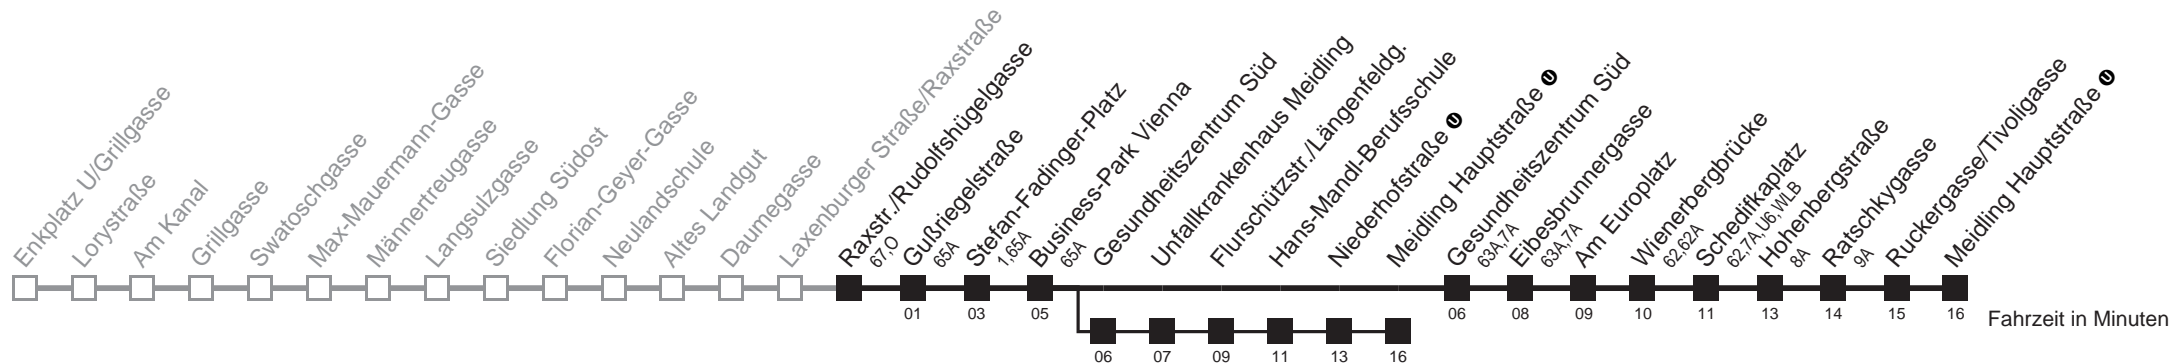 Enkplatz U/Grillgasse
Lorystraße
Am Kanal
Grillgasse
Swatoschgasse
Max-Mauermann-Gasse
Männertreugasse
Langsulzgasse
Siedlung Südost
Florian-Geyer-Gasse
Neulandschule
Altes Landgut
Daumegasse
Laxenburger Straße/Raxstraße
Raxstr./Rudolfshügelgasse
67,O
Gußriegelstraße
65A
Stefan-Fadinger-Platz
1,65A
Business-Park Vienna
65A
Gesundheitszentrum Süd
Unfallkrankenhaus Meidling
Flurschützstr./Längenfeldg.
Hans-Mandl-Berufsschule
Niederhofstraße U
Meidling Hauptstraße U
Gesundheitszentrum Süd
63A,7A
Eibesbrunnergasse
63A,7A
Am Europlatz
Wienerbergbrücke
62,62A
Schedifkaplatz
62,7A,U6,WLB
Hohenbergstraße
8A
Ratschkygasse
9A
Ruckergasse/Tivoligasse
Meidling Hauptstraße U
01 03 05 06 08 09 10 11 13 14 15 16
Fahrzeit in Minuten
06 07 09 11 13 16